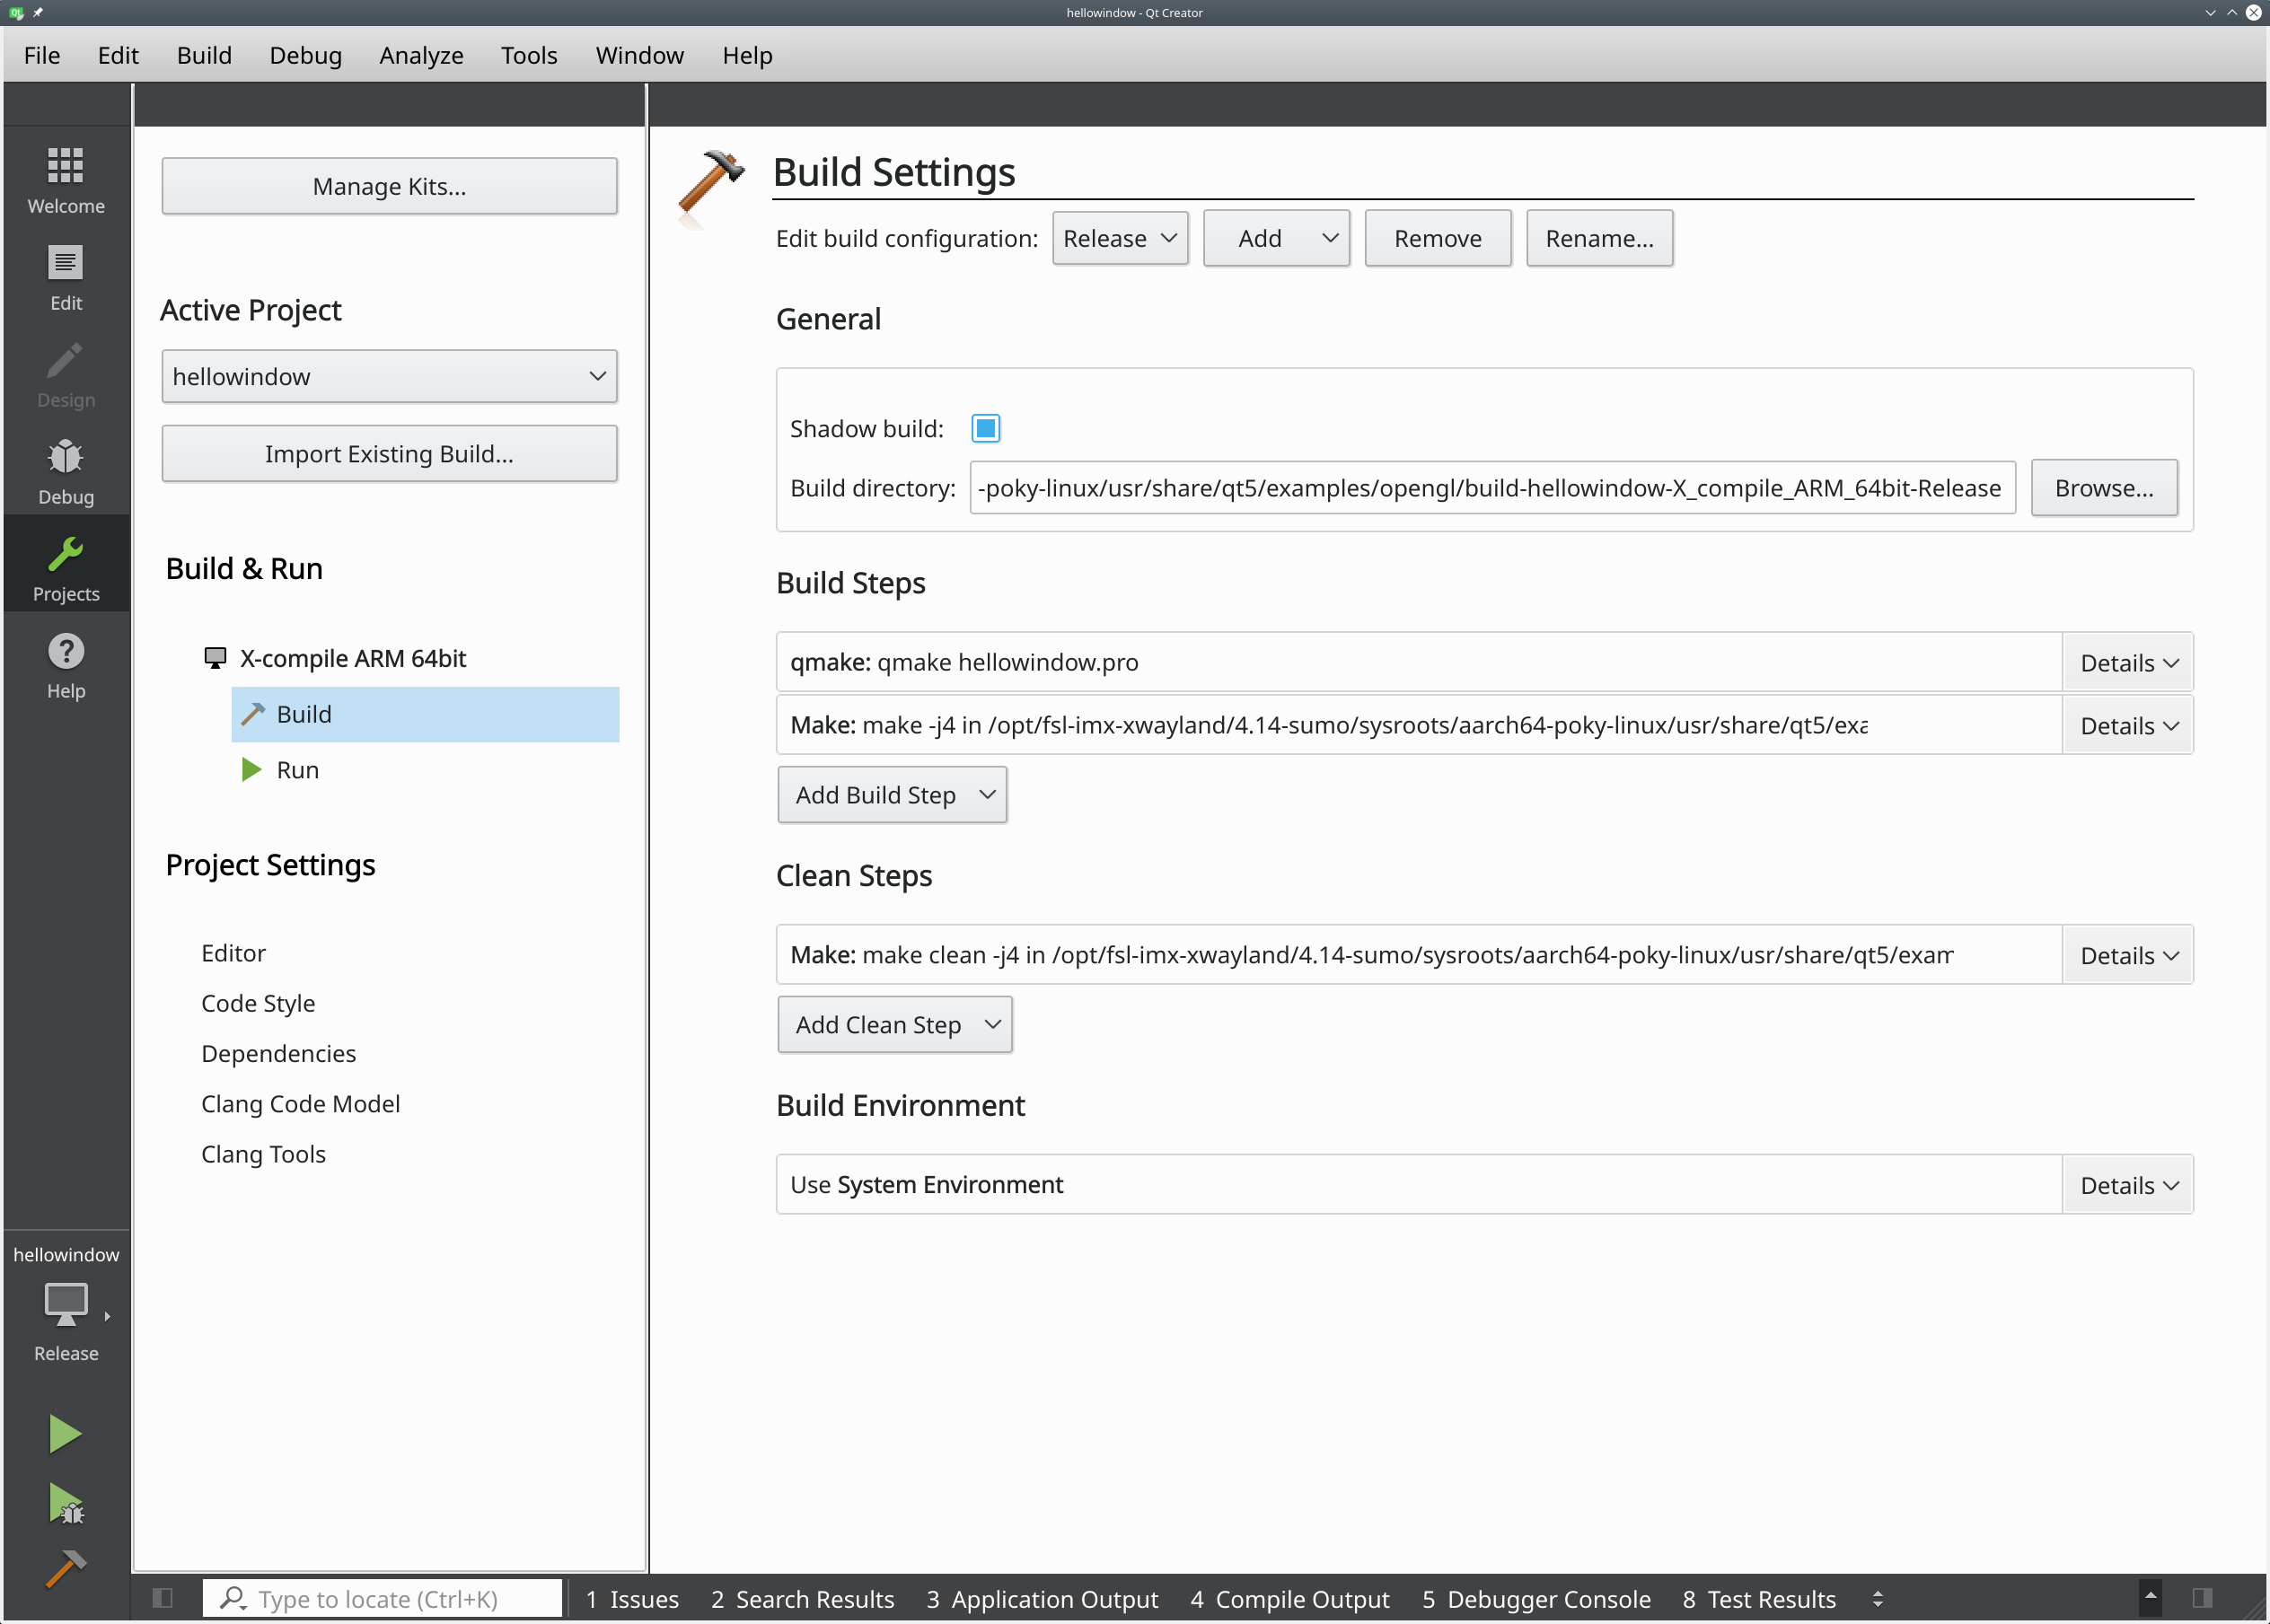 hellowindow - Qt Creator
File Edit Build Debug Analyze Tools Window Help
Welcome
Edit
Design
Debug
Projects
Help
hellowindow
Release
Manage Kits...
Active Project
hellowindow
Import Existing Build...
Build & Run
X-compile ARM 64bit
Build
Run
Project Settings
Editor
Code Style
Dependencies
Clang Code Model
Clang Tools
Build Settings
Edit build configuration: Release Add Remove Rename...
General
Shadow build:
Build directory: -poky-linux/usr/share/qt5/examples/opengl/build-hellowindow-X_compile_ARM_64bit-Release Browse...
Build Steps
qmake: qmake hellowindow.pro Details
Make: make -j4 in /opt/fsl-imx-xwayland/4.14-sumo/sysroots/aarch64-poky-linux/usr/share/qt5/exa Details
Add Build Step
Clean Steps
Make: make clean -j4 in /opt/fsl-imx-xwayland/4.14-sumo/sysroots/aarch64-poky-linux/usr/share/qt5/exam Details
Add Clean Step
Build Environment
Use System Environment Details
Type to locate (Ctrl+K) 1 Issues 2 Search Results 3 Application Output 4 Compile Output 5 Debugger Console 8 Test Results